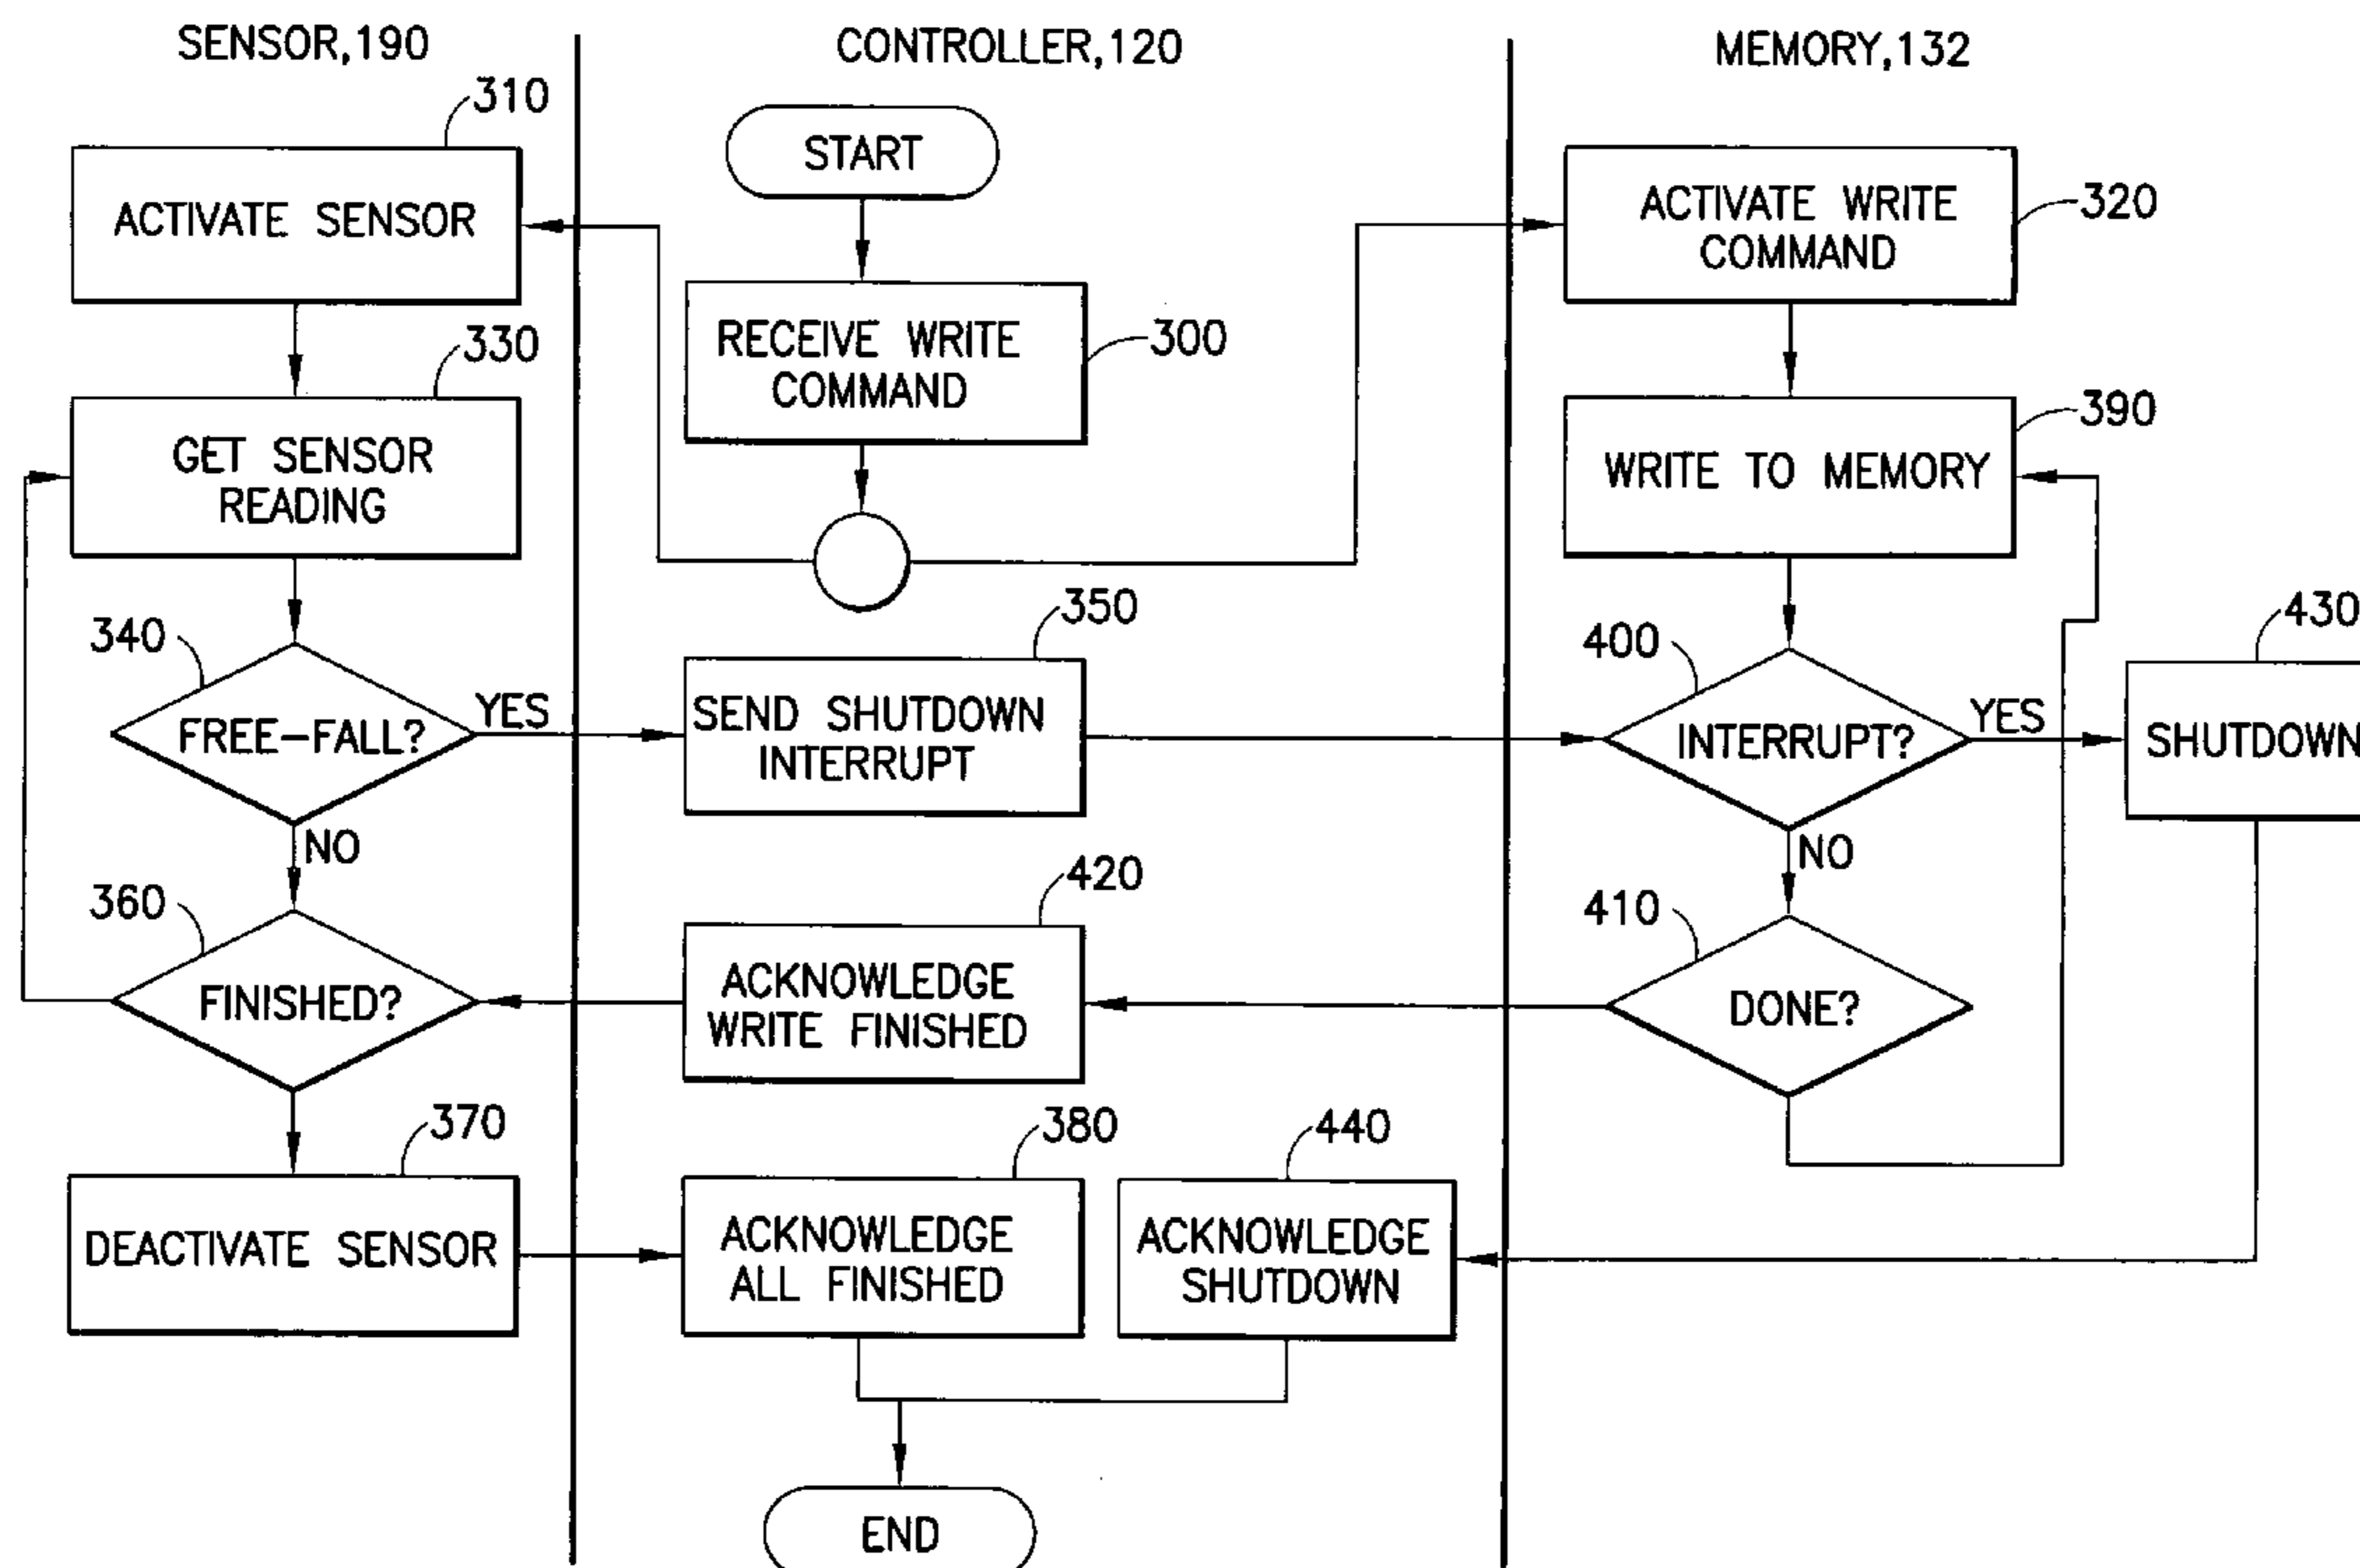 SENSOR,190
CONTROLLER,120
MEMORY,132
310
START
ACTIVATE SENSOR
ACTIVATE WRITE
COMMAND
320
330
RECEIVE WRITE
COMMAND
300
390
GET SENSOR
READING
WRITE TO MEMORY
340
350
400
430
FREE-FALL?
YES
SEND SHUTDOWN
INTERRUPT
INTERRUPT?
YES
SHUTDOWN
NO
NO
360
420
410
FINISHED?
ACKNOWLEDGE
WRITE FINISHED
DONE?
370
380
440
DEACTIVATE SENSOR
ACKNOWLEDGE
ALL FINISHED
ACKNOWLEDGE
SHUTDOWN
END